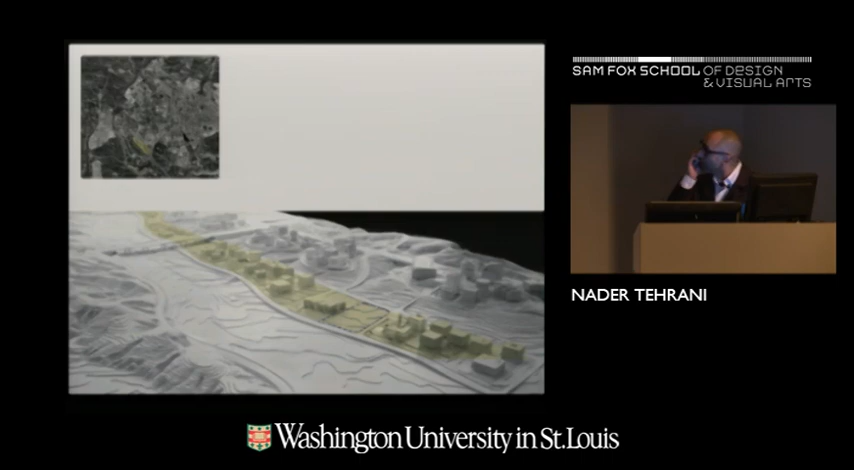 SAM FOX SCHOOL OF DESIGN
& VISUAL ARTS
NADER TEHRANI
Washington University in St.Louis